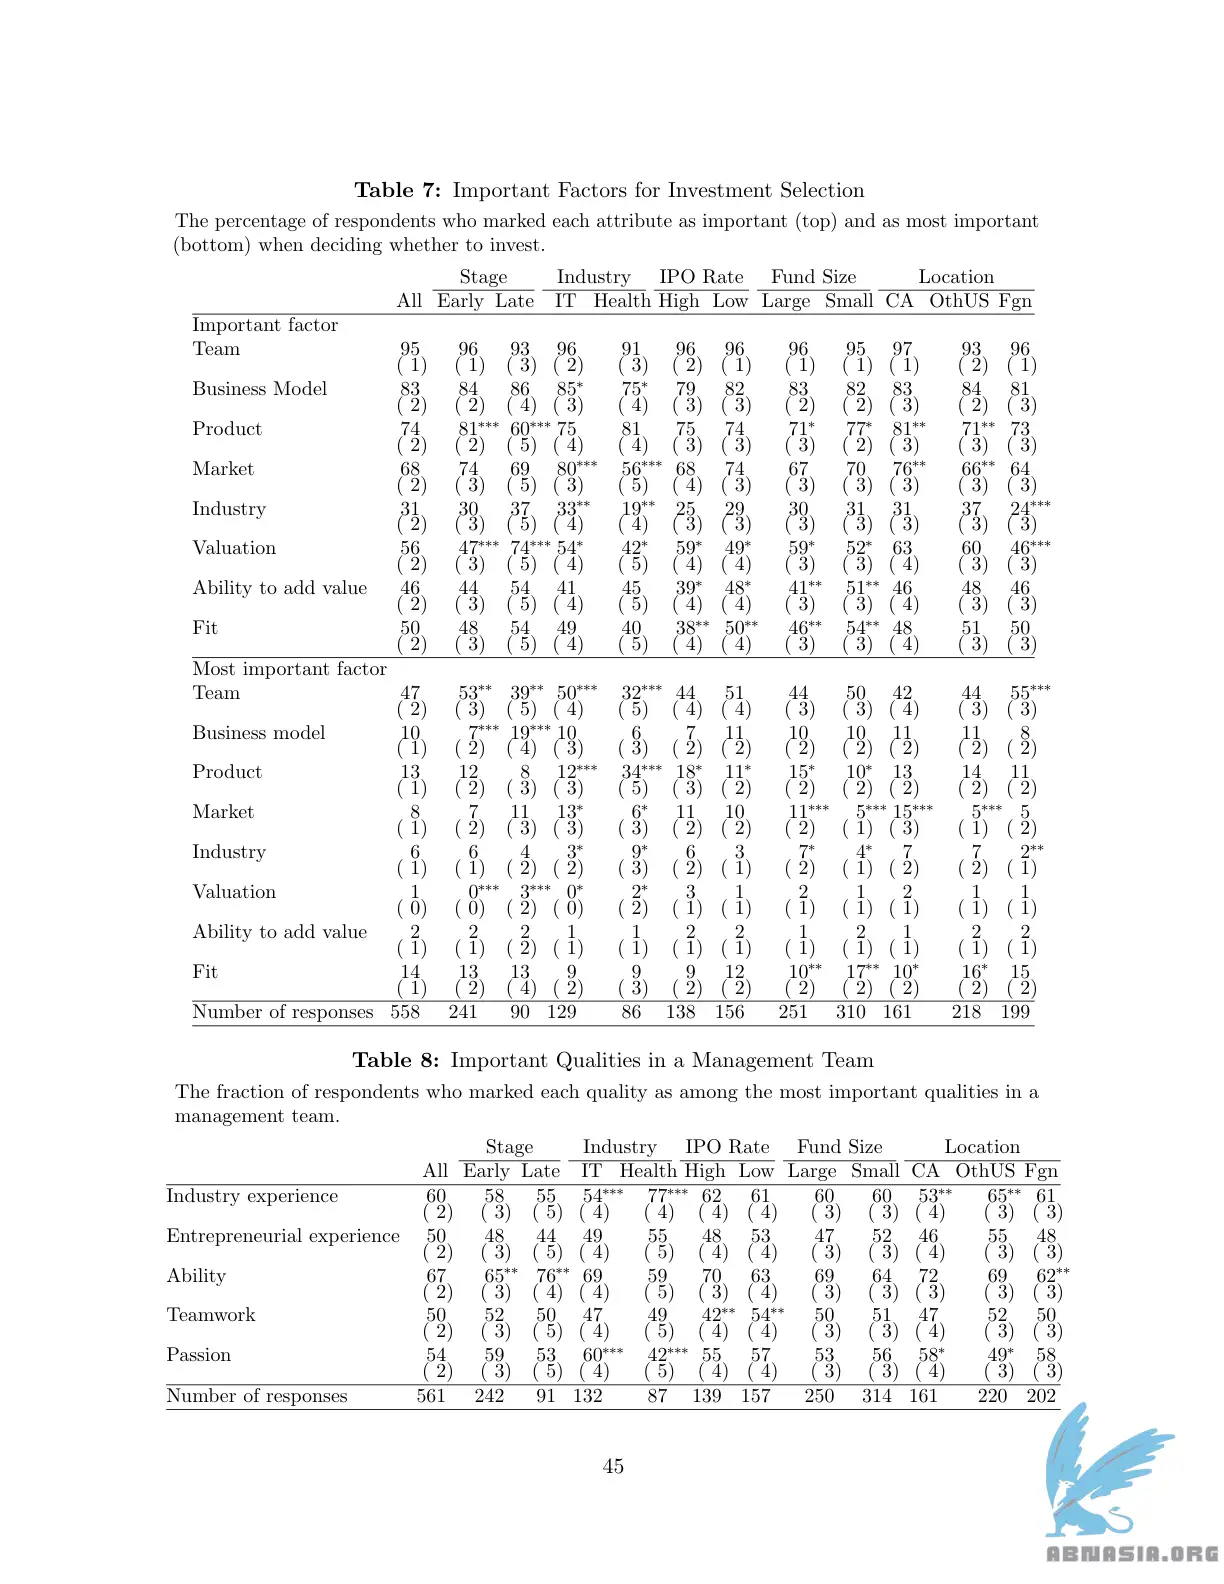 Table 7: Important Factors for Investment Selection
The percentage of respondents who marked each attribute as important (top) and as most important
(bottom) when deciding whether to invest.
Stage Industry IPO Rate Fund Size Location
All Early Late IT Health High Low Large Small CA OthUS Fgn
Important factor
Team 95 96 93 96 91 96 96 96 95 97 93 96
( 1) ( 1) ( 3) ( 2) ( 3) ( 2) ( 1) ( 1) ( 1) ( 1) ( 2) ( 1)
Business Model 83 84 86 85* 75* 79 82 83 82 83 84 81
( 2) ( 2) ( 4) ( 3) ( 4) ( 3) ( 3) ( 2) ( 2) ( 3) ( 2) ( 3)
Product 74 81*** 60*** 75 81 75 74 71* 77* 81** 71** 73
( 2) ( 2) ( 5) ( 4) ( 4) ( 3) ( 3) ( 3) ( 2) ( 3) ( 3) ( 3)
Market 68 74 69 80*** 56*** 68 74 67 70 76** 66** 64
( 2) ( 3) ( 5) ( 3) ( 5) ( 4) ( 3) ( 3) ( 3) ( 3) ( 3) ( 3)
Industry 31 30 37 33** 19** 25 29 30 31 31 37 24***
( 2) ( 3) ( 5) ( 4) ( 4) ( 3) ( 3) ( 3) ( 3) ( 3) ( 3) ( 3)
Valuation 56 47*** 74*** 54* 42* 59* 49* 59* 52* 63 60 46***
( 2) ( 3) ( 5) ( 4) ( 5) ( 4) ( 4) ( 3) ( 3) ( 4) ( 3) ( 3)
Ability to add value 46 44 54 41 45 39* 48* 41** 51** 46 48 46
( 2) ( 3) ( 5) ( 4) ( 5) ( 4) ( 4) ( 3) ( 3) ( 4) ( 3) ( 3)
Fit 50 48 54 49 40 38** 50** 46** 54** 48 51 50
( 2) ( 3) ( 5) ( 4) ( 5) ( 4) ( 4) ( 3) ( 3) ( 4) ( 3) ( 3)
Most important factor
Team 47 53** 39** 50*** 32*** 44 51 44 50 42 44 55***
( 2) ( 3) ( 5) ( 4) ( 5) ( 4) ( 4) ( 3) ( 3) ( 4) ( 3) ( 3)
Business model 10 7*** 19*** 10 6 7 11 10 10 11 11 8
( 1) ( 2) ( 4) ( 3) ( 3) ( 2) ( 2) ( 2) ( 2) ( 2) ( 2) ( 2)
Product 13 12 8 12*** 34*** 18* 11* 15* 10* 13 14 11
( 1) ( 2) ( 3) ( 3) ( 5) ( 3) ( 2) ( 2) ( 2) ( 2) ( 2) ( 2)
Market 8 7 11 13* 6* 11 10 11*** 5*** 15*** 5*** 5
( 1) ( 2) ( 3) ( 3) ( 3) ( 2) ( 2) ( 2) ( 1) ( 3) ( 1) ( 2)
Industry 6 6 4 3* 9* 6 3 7* 4* 7 7 2**
( 1) ( 1) ( 2) ( 2) ( 3) ( 2) ( 1) ( 2) ( 1) ( 2) ( 2) ( 1)
Valuation 1 0*** 3*** 0* 2* 3 1 2 1 2 1 1
( 0) ( 0) ( 2) ( 0) ( 2) ( 1) ( 1) ( 1) ( 1) ( 1) ( 1) ( 1)
Ability to add value 2 2 2 1 1 2 2 1 2 1 2 2
( 1) ( 1) ( 2) ( 1) ( 1) ( 1) ( 1) ( 1) ( 1) ( 1) ( 1) ( 1)
Fit 14 13 13 9 9 9 12 10** 17** 10* 16* 15
( 1) ( 2) ( 4) ( 2) ( 3) ( 2) ( 2) ( 2) ( 2) ( 2) ( 2) ( 2)
Number of responses 558 241 90 129 86 138 156 251 310 161 218 199
Table 8: Important Qualities in a Management Team
The fraction of respondents who marked each quality as among the most important qualities in a
management team.
Stage Industry IPO Rate Fund Size Location
All Early Late IT Health High Low Large Small CA OthUS Fgn
Industry experience 60 58 55 54*** 77*** 62 61 60 60 53** 65** 61
( 2) ( 3) ( 5) ( 4) ( 4) ( 4) ( 4) ( 3) ( 3) ( 4) ( 3) ( 3)
Entrepreneurial experience 50 48 44 49 55 48 53 47 52 46 55 48
( 2) ( 3) ( 5) ( 4) ( 5) ( 4) ( 4) ( 3) ( 3) ( 4) ( 3) ( 3)
Ability 67 65** 76** 69 59 70 63 69 64 72 69 62**
( 2) ( 3) ( 4) ( 4) ( 5) ( 3) ( 4) ( 3) ( 3) ( 3) ( 3) ( 3)
Teamwork 50 52 50 47 49 42** 54** 50 51 47 52 50
( 2) ( 3) ( 5) ( 4) ( 5) ( 4) ( 4) ( 3) ( 3) ( 4) ( 3) ( 3)
Passion 54 59 53 60*** 42*** 55 57 53 56 58* 49* 58
( 2) ( 3) ( 5) ( 4) ( 5) ( 4) ( 4) ( 3) ( 3) ( 4) ( 3) ( 3)
Number of responses 561 242 91 132 87 139 157 250 314 161 220 202
45
ABNASIA.ORG